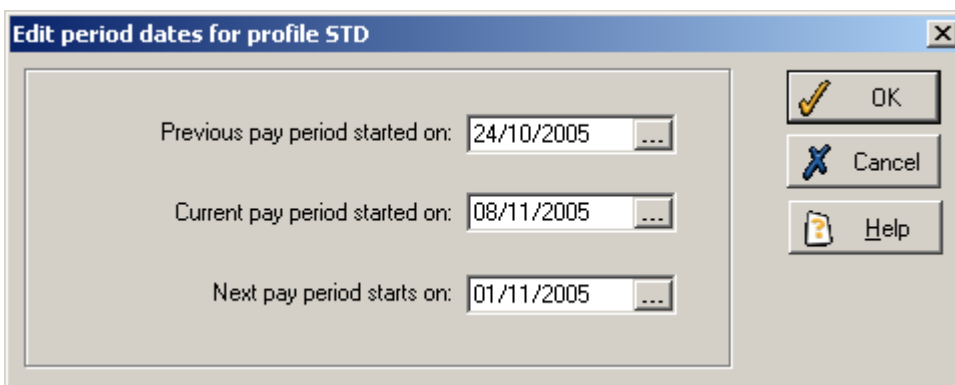 Edit period dates for profile STD
Previous pay period started on: 24/10/2005 ...
OK
Current pay period started on: 08/11/2005 ...
Cancel
Next pay period starts on: 01/11/2005 ...
Help